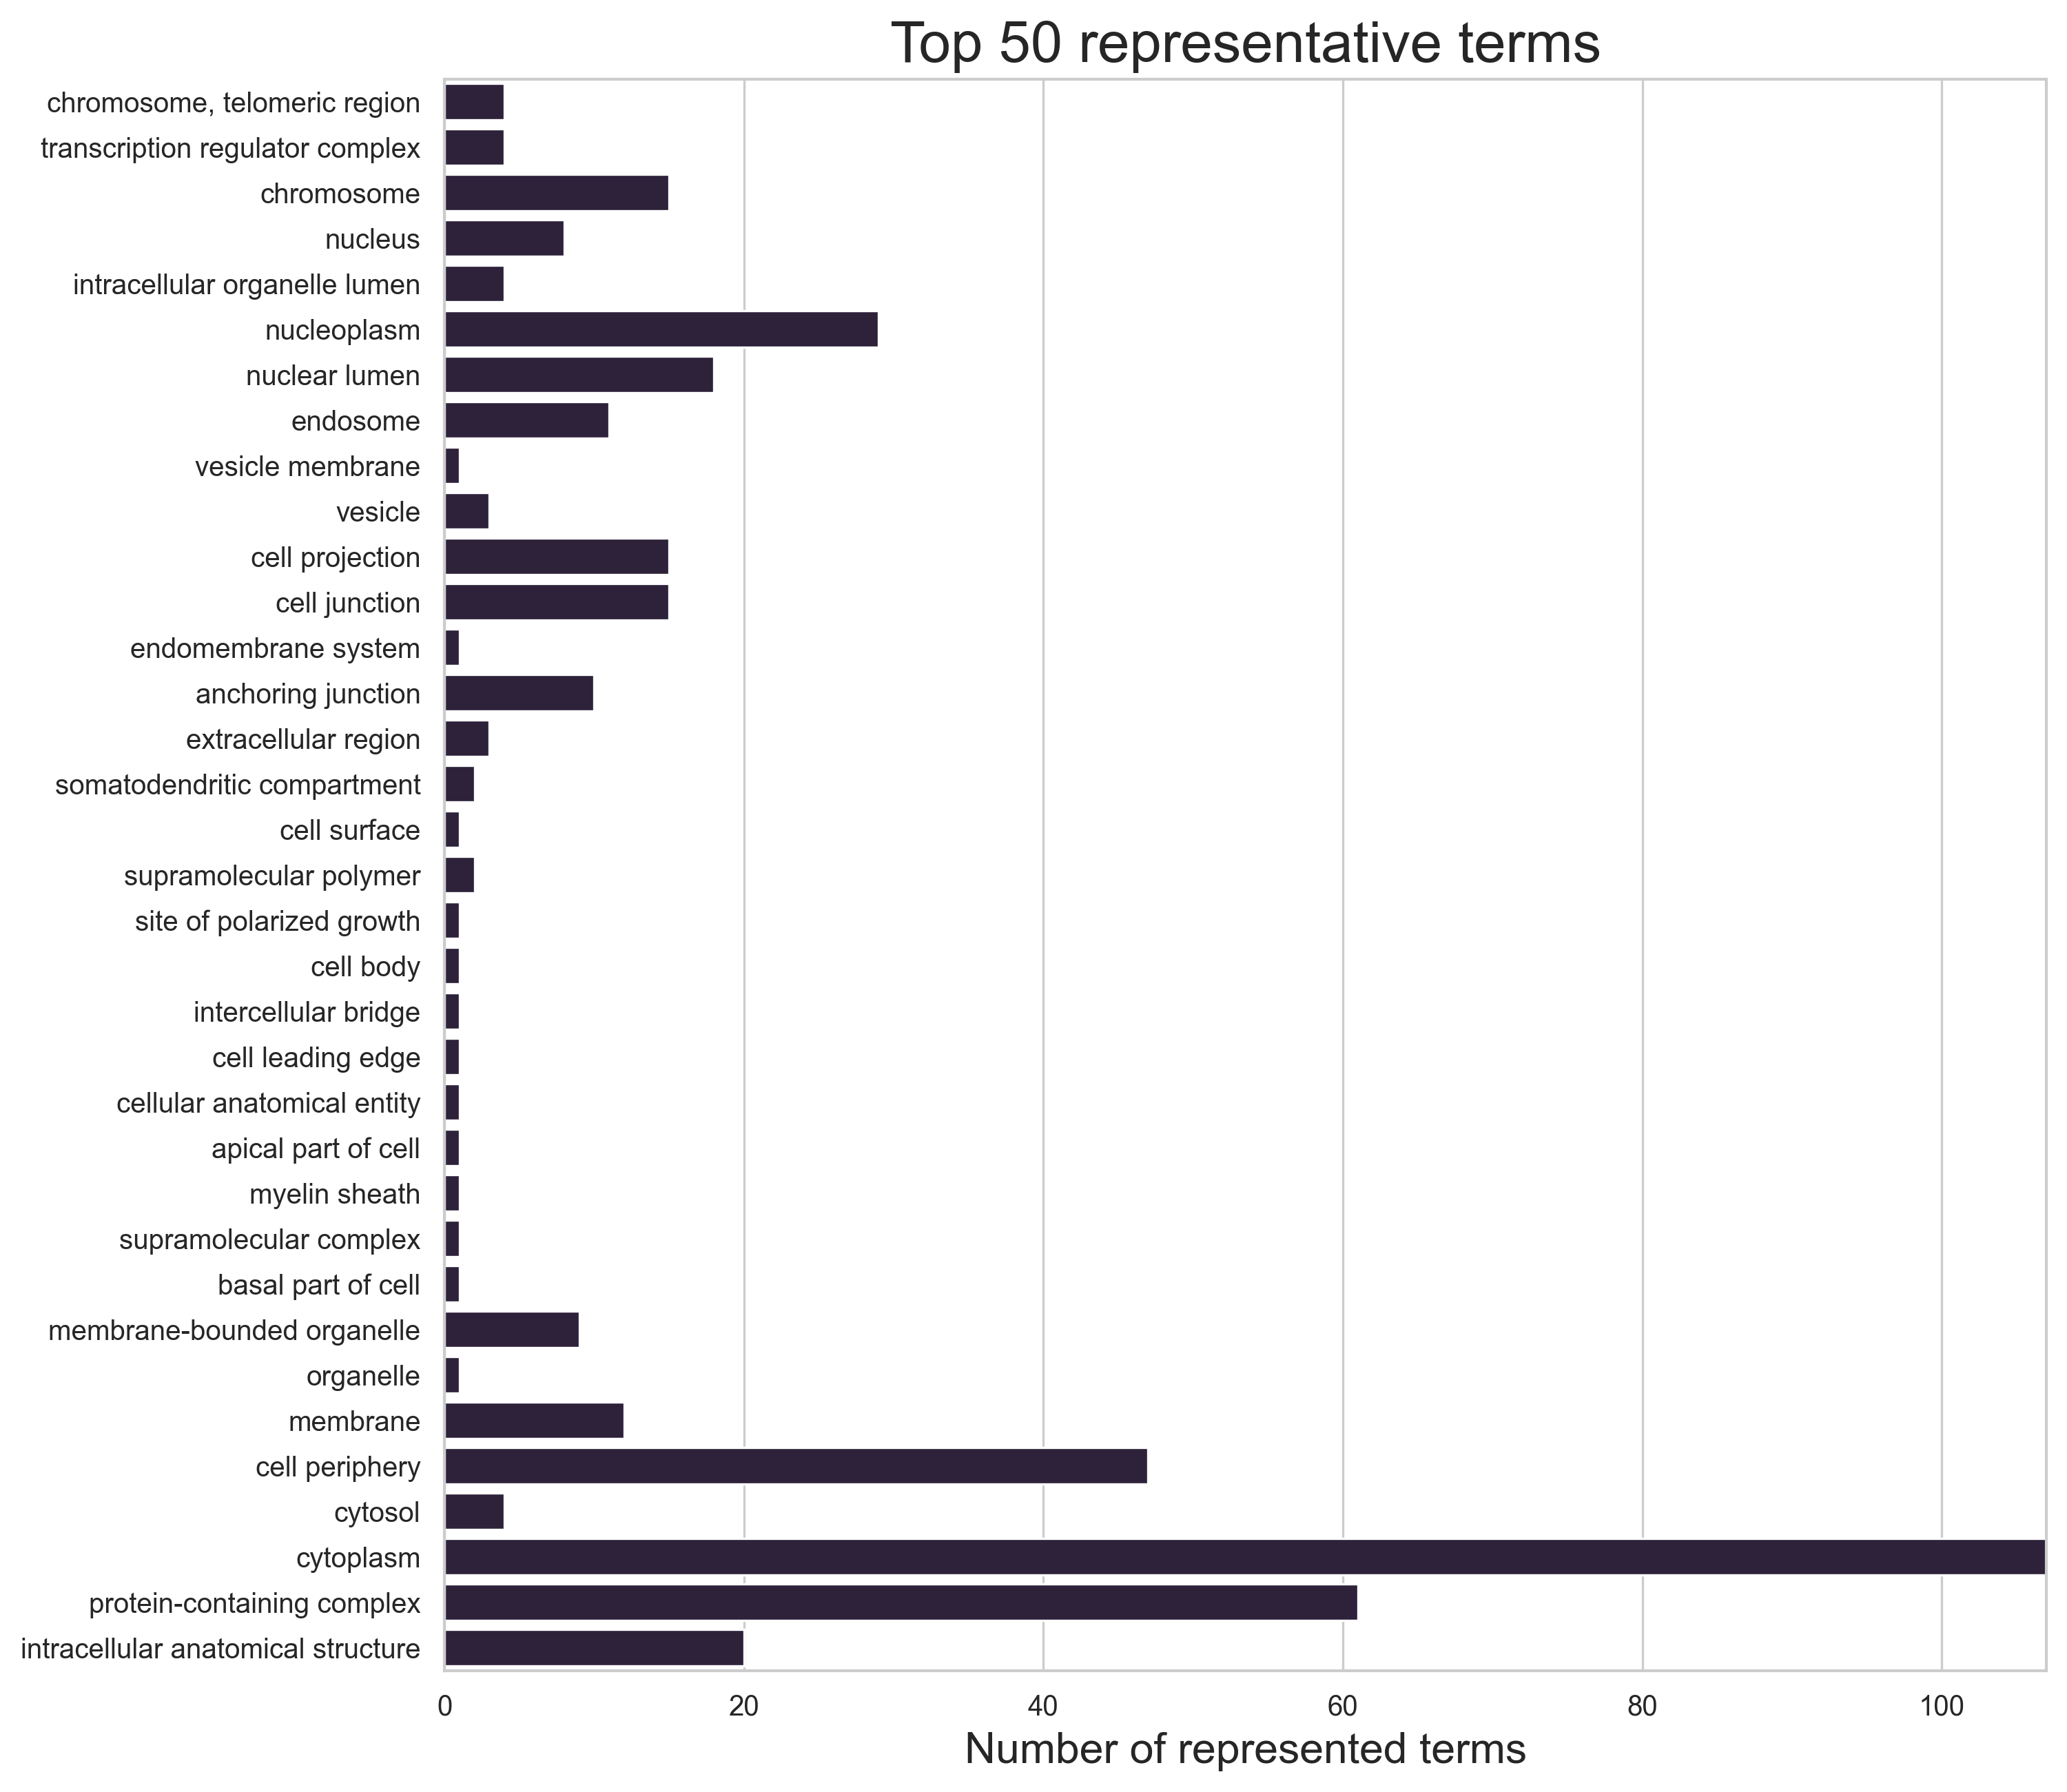 Top 50 representative terms
chromosome, telomeric region
transcription regulator complex
chromosome
nucleus
intracellular organelle lumen
nucleoplasm
nuclear lumen
endosome
vesicle membrane
vesicle
cell projection
cell junction
endomembrane system
anchoring junction
extracellular region
somatodendritic compartment
cell surface
supramolecular polymer
site of polarized growth
cell body
intercellular bridge
cell leading edge
cellular anatomical entity
apical part of cell
myelin sheath
supramolecular complex
basal part of cell
membrane-bounded organelle
organelle
membrane
cell periphery
cytosol
cytoplasm
protein-containing complex
intracellular anatomical structure
0 20 40 60 80 100
Number of represented terms